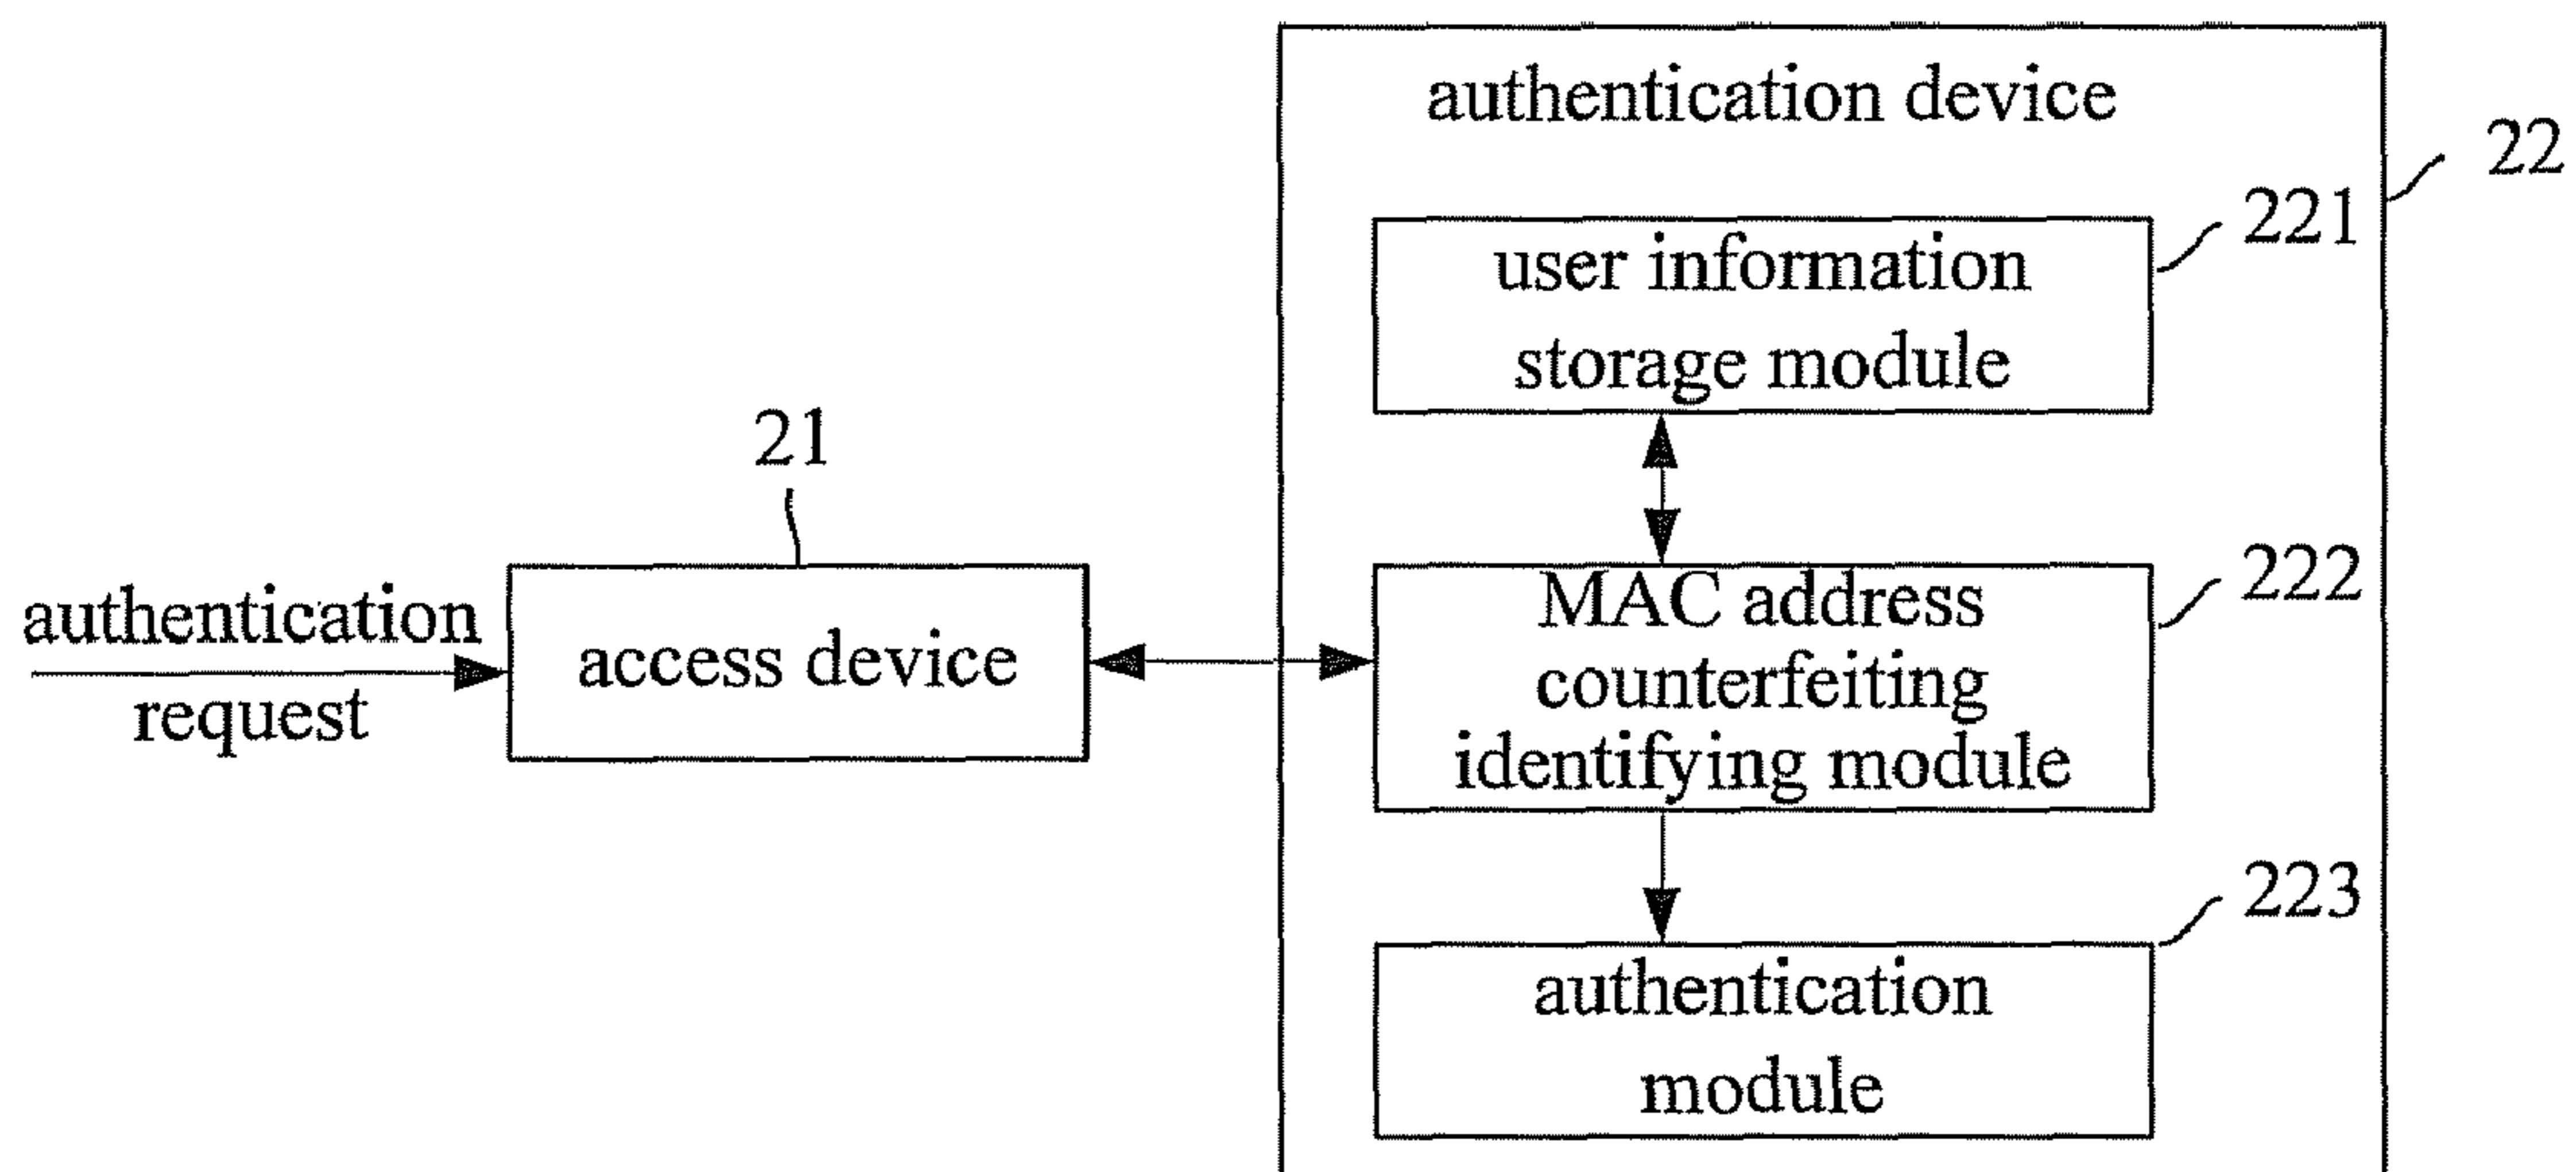 authentication device
22
221
user information
storage module
21
222
authentication
request
access device
MAC address
counterfeiting
identifying module
223
authentication
module